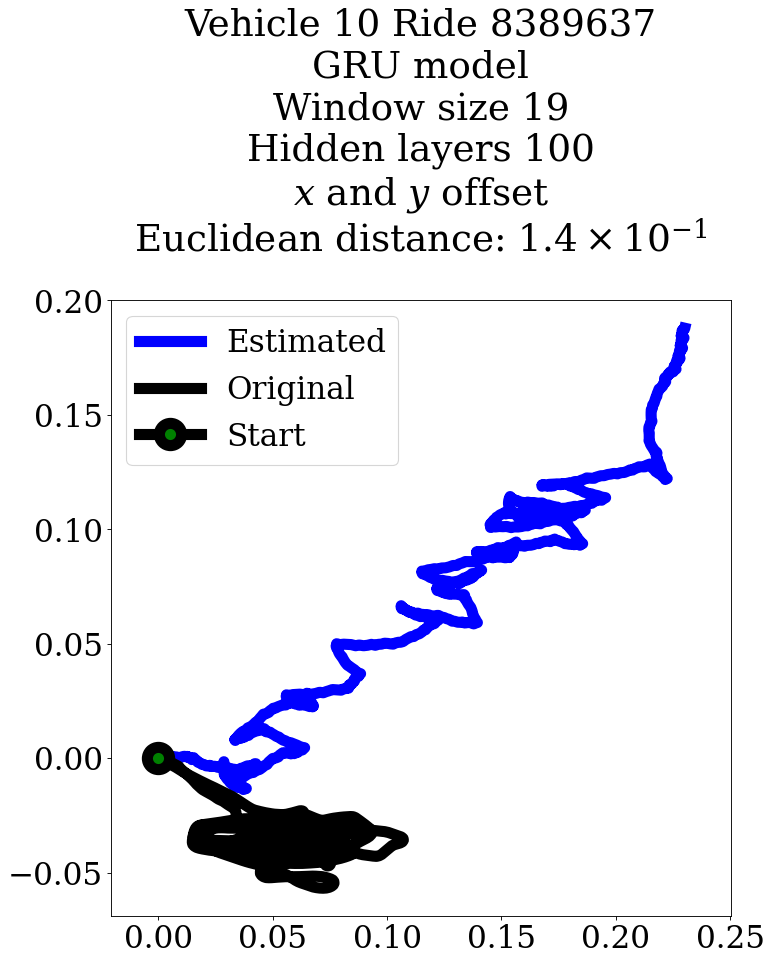 Vehicle 10 Ride 8389637
GRU model
Window size 19
Hidden layers 100
x and y offset
Euclidean distance: 1.4 × 10⁻¹
Estimated
Original
Start
0.20
0.15
0.10
0.05
0.00
−0.05
0.00 0.05 0.10 0.15 0.20 0.25